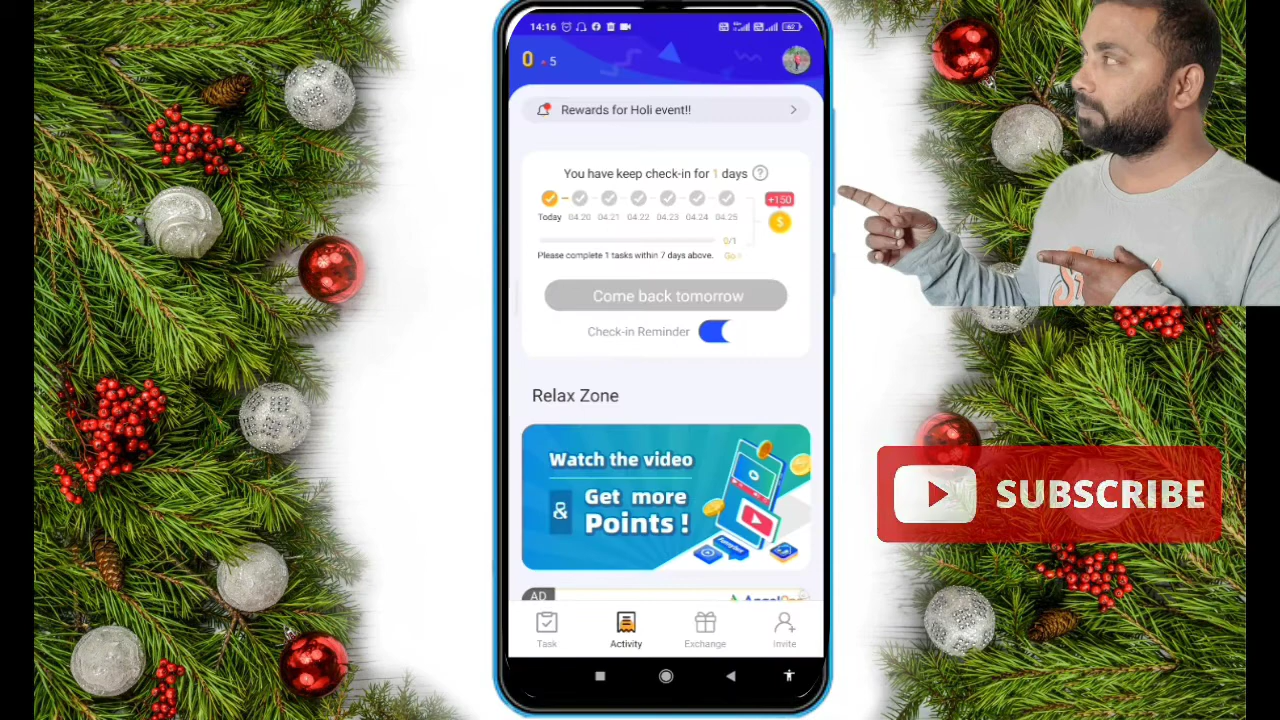 14:16
62
0 5
Rewards for Holi event!!
You have keep check-in for 1 days ?
Today 04.20 04.21 04.22 04.23 04.24 04.25
+150
$
0/1
Please complete 1 tasks within 7 days above. Go >
Come back tomorrow
Check-in Reminder
Relax Zone
Watch the video
& Get more
Points !
AD
SUBSCRIBE
Task Activity Exchange Invite